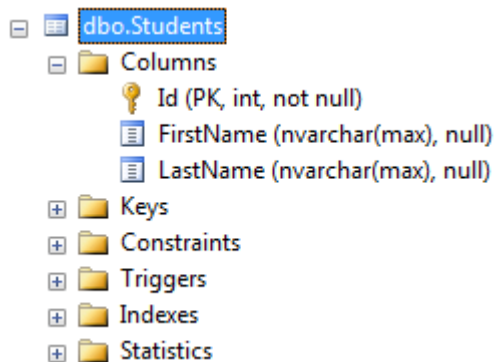 dbo.Students
Columns
Id (PK, int, not null)
FirstName (nvarchar(max), null)
LastName (nvarchar(max), null)
Keys
Constraints
Triggers
Indexes
Statistics